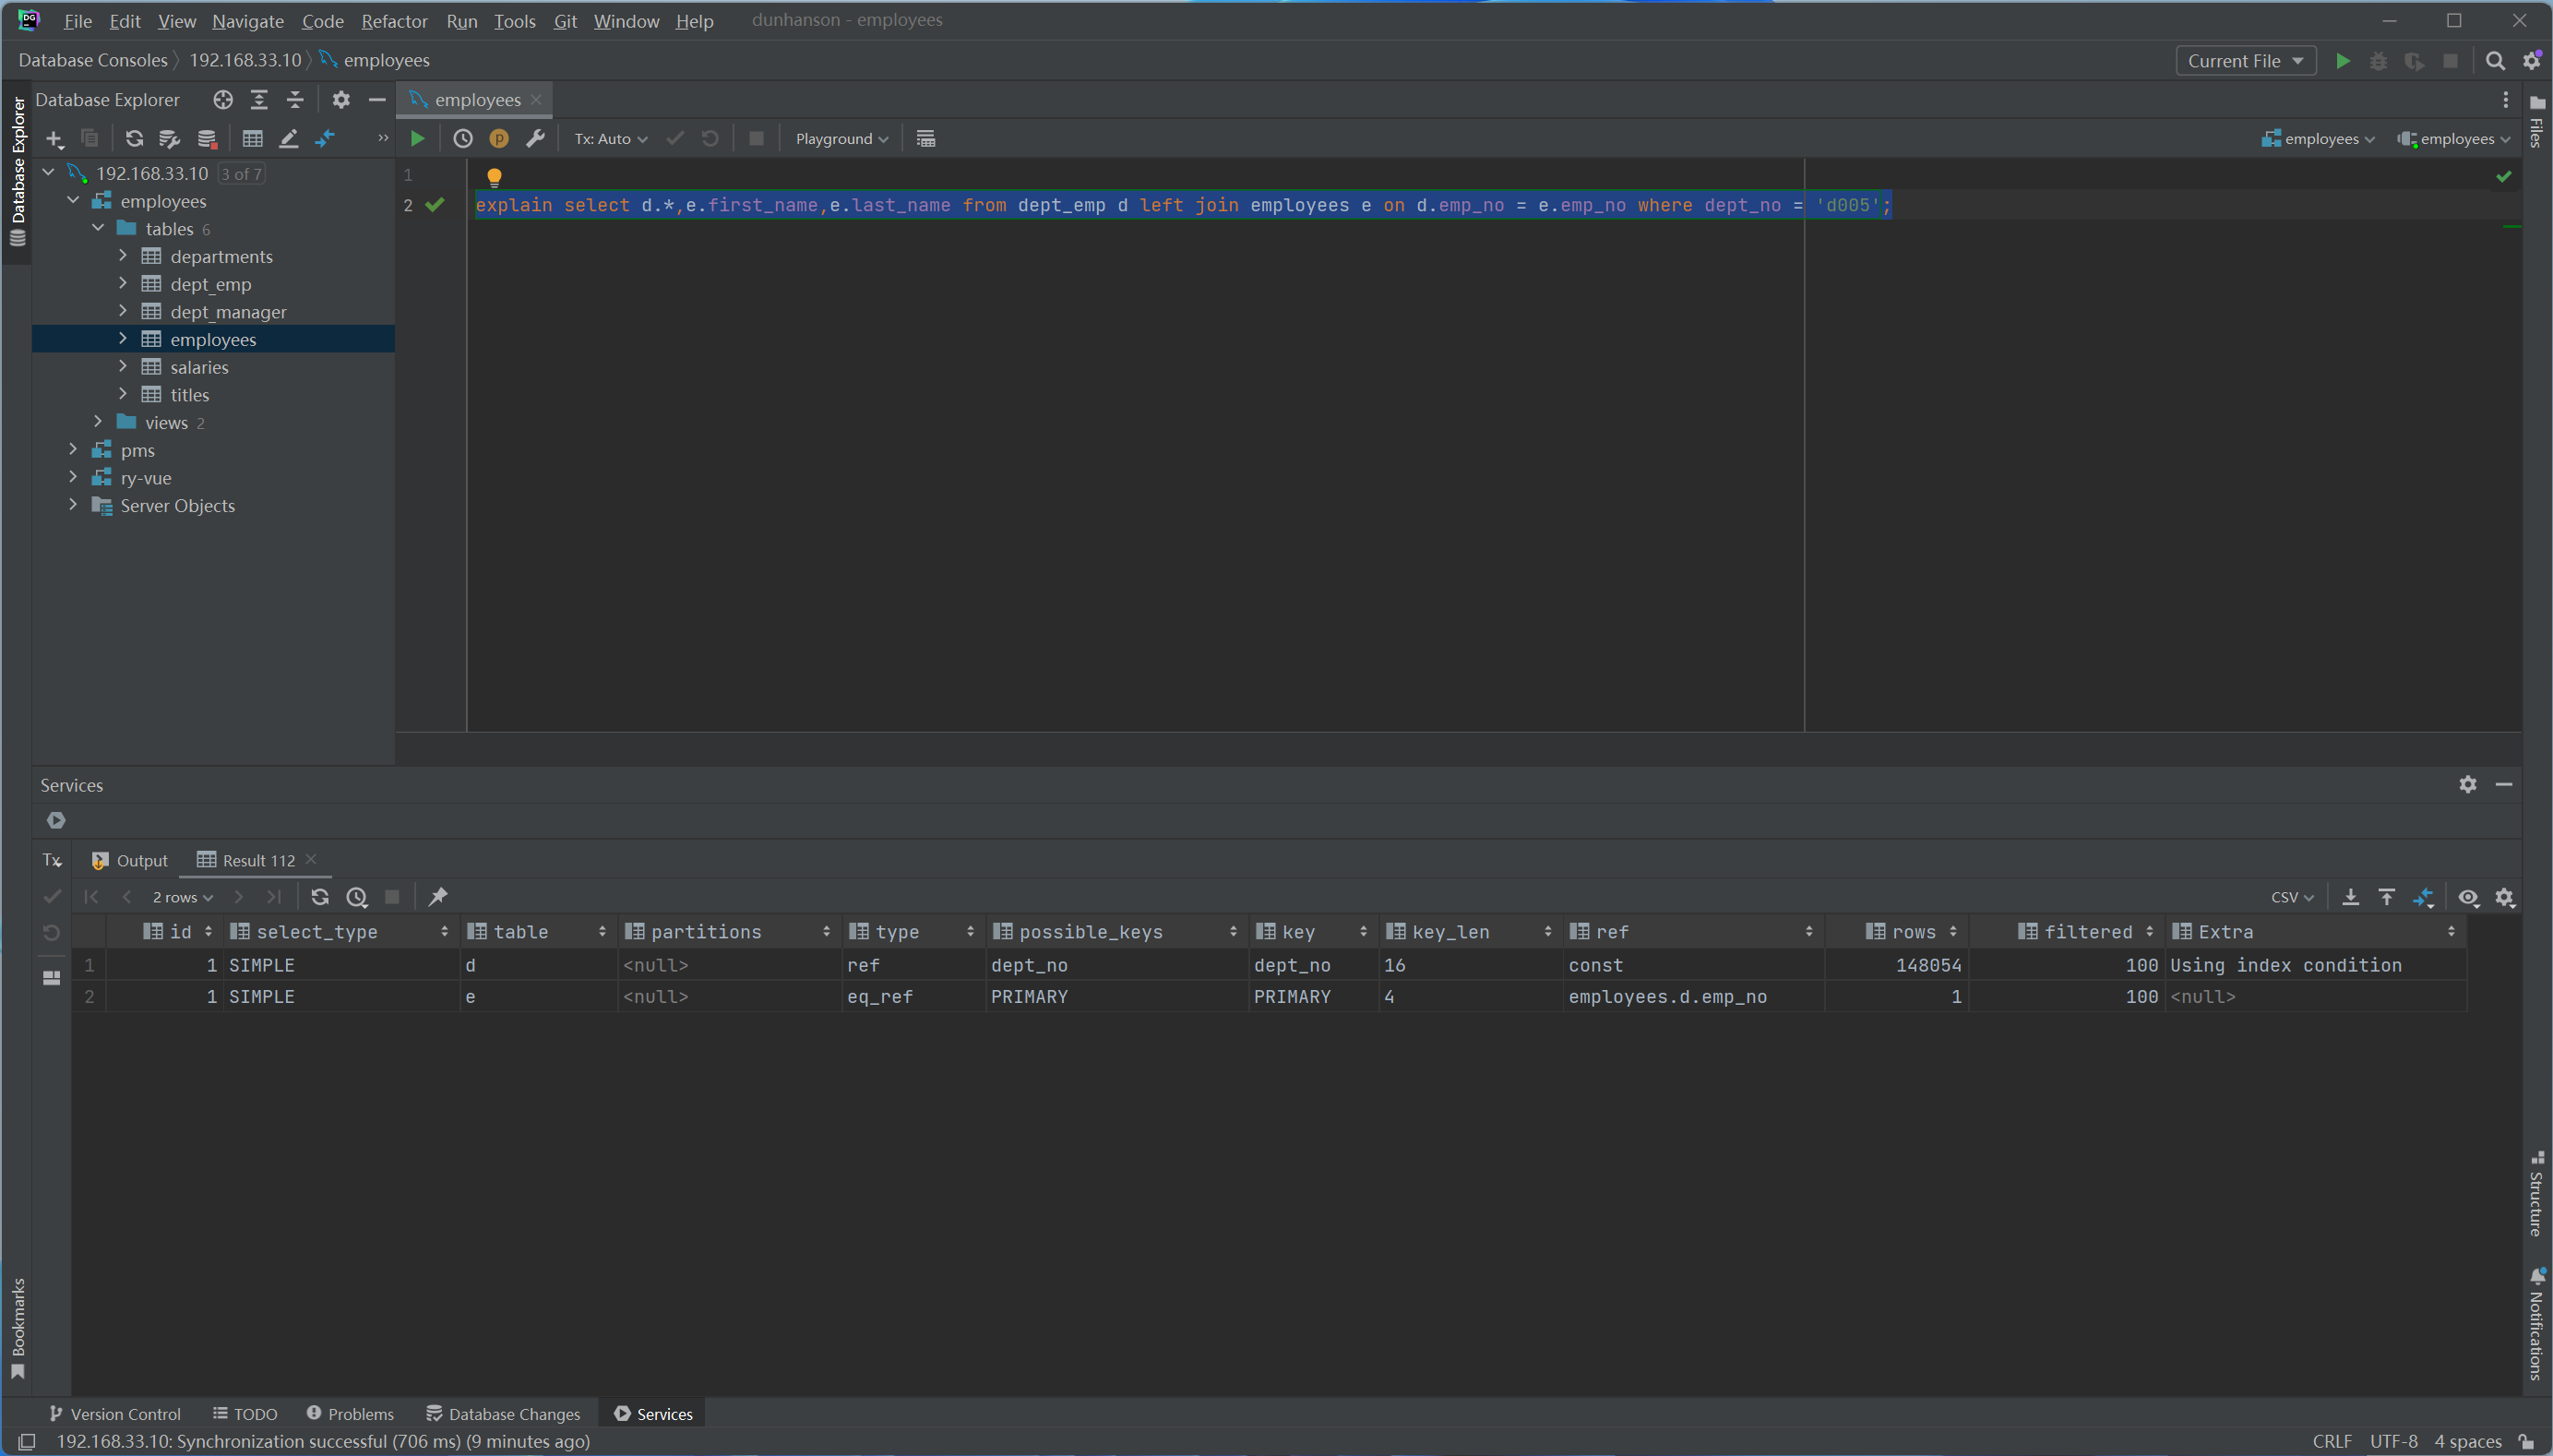 DG File Edit View Navigate Code Refactor Run Tools Git Window Help dunhanson - employees
Database Consoles 192.168.33.10 employees Current File
Database Explorer employees
Tx: Auto Playground employees employees
Database Explorer
Files
192.168.33.10 3 of 7
employees
tables 6
departments
dept_emp
dept_manager
employees
salaries
titles
views 2
pms
ry-vue
Server Objects
1
2 explain select d.*,e.first_name,e.last_name from dept_emp d left join employees e on d.emp_no = e.emp_no where dept_no = 'd005';
Services
Tx Output Result 112
2 rows CSV
id select_type table partitions type possible_keys key key_len ref rows filtered Extra
1 1 SIMPLE d <null> ref dept_no dept_no 16 const 148054 100 Using index condition
2 1 SIMPLE e <null> eq_ref PRIMARY PRIMARY 4 employees.d.emp_no 1 100 <null>
Structure
Notifications
Bookmarks
Version Control TODO Problems Database Changes Services
192.168.33.10: Synchronization successful (706 ms) (9 minutes ago) CRLF UTF-8 4 spaces